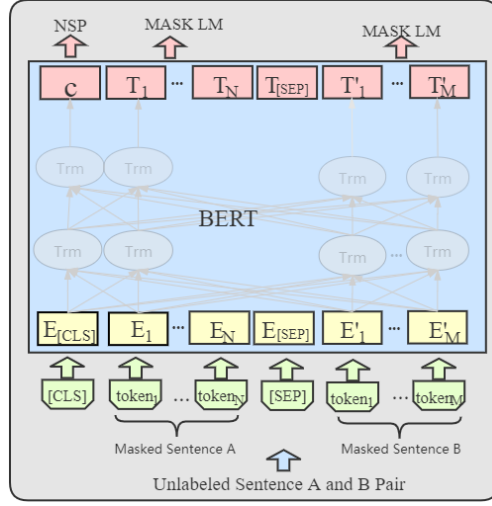 NSP MASK LM MASK LM
C T1 ... TN T[SEP] T'1 ... T'M
Trm Trm Trm Trm
BERT
Trm Trm Trm ... Trm
E[CLS] E1 ... EN E[SEP] E'1 ... E'M
[CLS] token1 ... tokenN [SEP] token1 ... tokenM
Masked Sentence A Masked Sentence B
Unlabeled Sentence A and B Pair